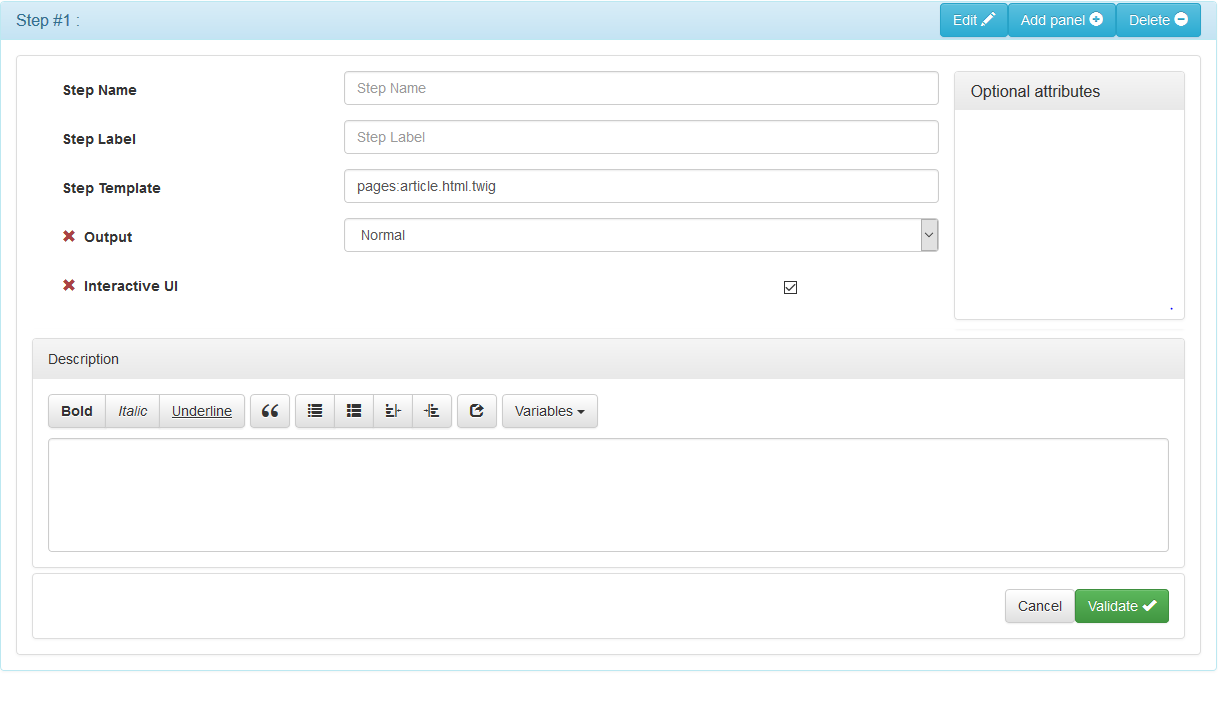 Step #1 :
Edit
Add panel
Delete
Step Name
Step Name
Optional attributes
Step Label
Step Label
Step Template
pages:article.html.twig
Output
Normal
Interactive UI
Description
Bold
Italic
Underline
Variables
Cancel
Validate